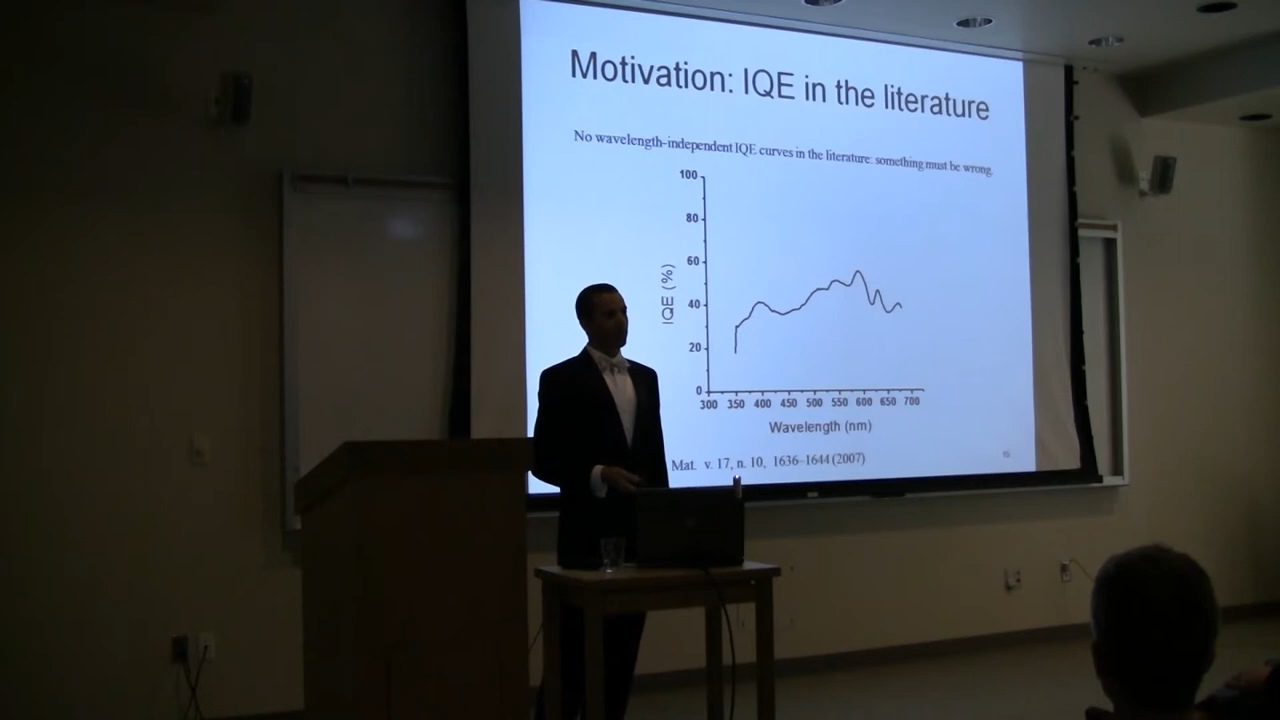 Motivation: IQE in the literature
No wavelength-independent IQE curves in the literature: something must be wrong.
100
80
60
40
20
0
IQE (%)
300 350 400 450 500 550 600 650 700
Wavelength (nm)
Mat. v. 17, n. 10, 1636–1644 (2007)